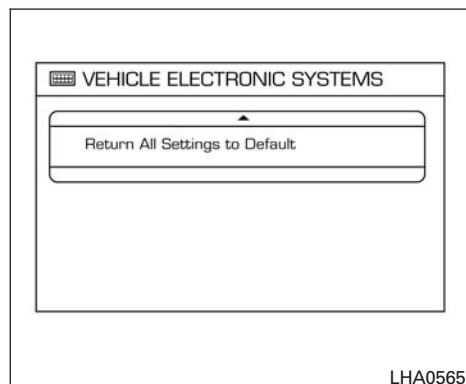 VEHICLE ELECTRONIC SYSTEMS
Return All Settings to Default
LHA0565